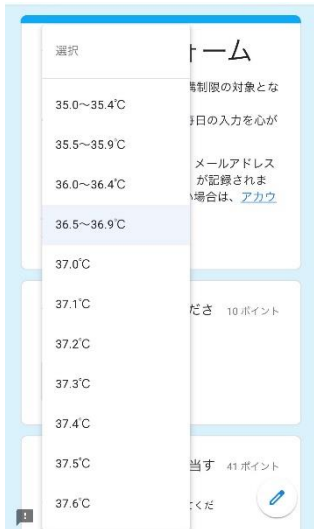 選択
ォーム
35.0〜35.4℃
構制限の対象とな
35.5〜35.9℃
日の入力を心が
36.0〜36.4℃
メールアドレス
が記録されま
場合は、アカウ
36.5〜36.9℃
37.0℃
37.1℃
ださ 10 ポイント
37.2℃
37.3℃
37.4℃
37.5℃
当す 41 ポイント
37.6℃
くだ